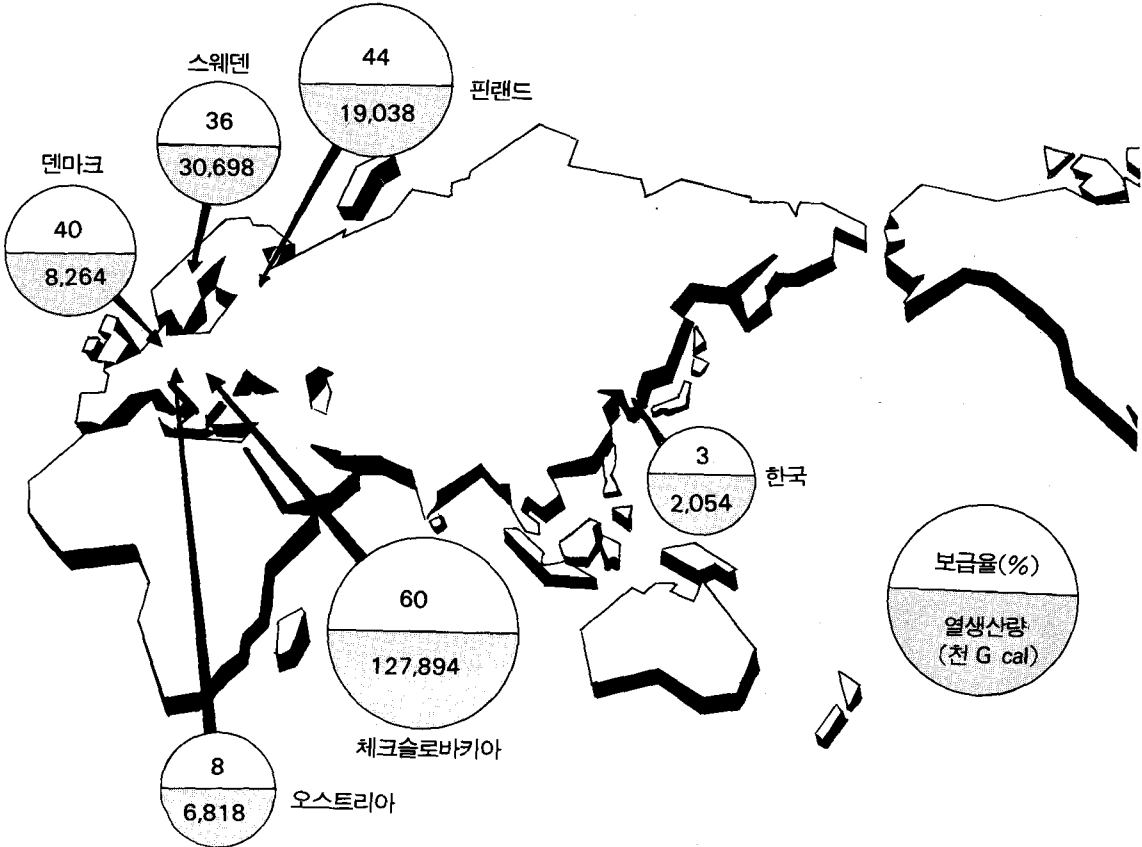 44
19,038
핀랜드
스웨덴
36
30,698
덴마크
40
8,264
3
2,054
한국
보급율(%)
열생산량
(천 G cal)
60
127,894
체크슬로바키아
8
6,818
오스트리아